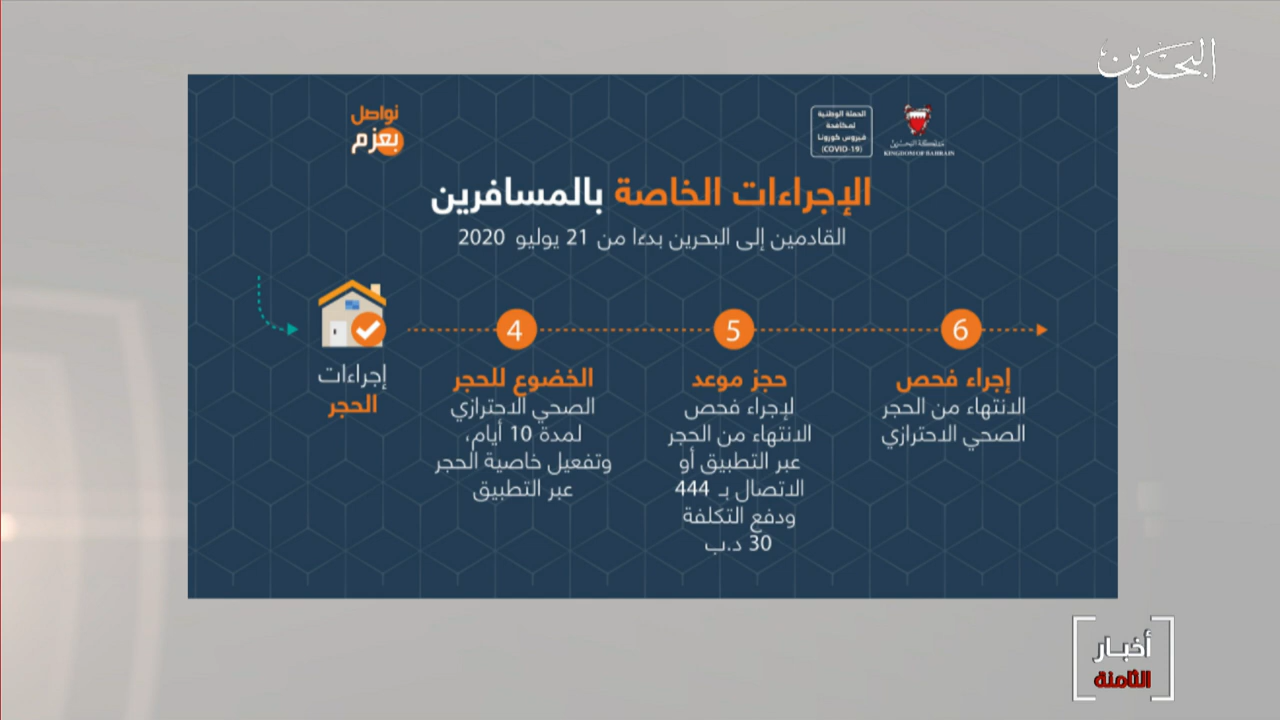 البحرين
نواصل
بعزم
الحملة الوطنية
لمكافحة
فيروس كورونا
(COVID-19)
مملكة البحرين
KINGDOM OF BAHRAIN
الإجراءات الخاصة بالمسافرين
القادمين إلى البحرين بدءا من 21 يوليو 2020
إجراءات
الحجر
4
الخضوع للحجر
الصحي الاحترازي
لمدة 10 أيام،
وتفعيل خاصية الحجر
عبر التطبيق
5
حجز موعد
لإجراء فحص
الانتهاء من الحجر
عبر التطبيق أو
الاتصال بـ 444
ودفع التكلفة
30 د.ب
6
إجراء فحص
الانتهاء من الحجر
الصحي الاحترازي
أخبار
الثامنة